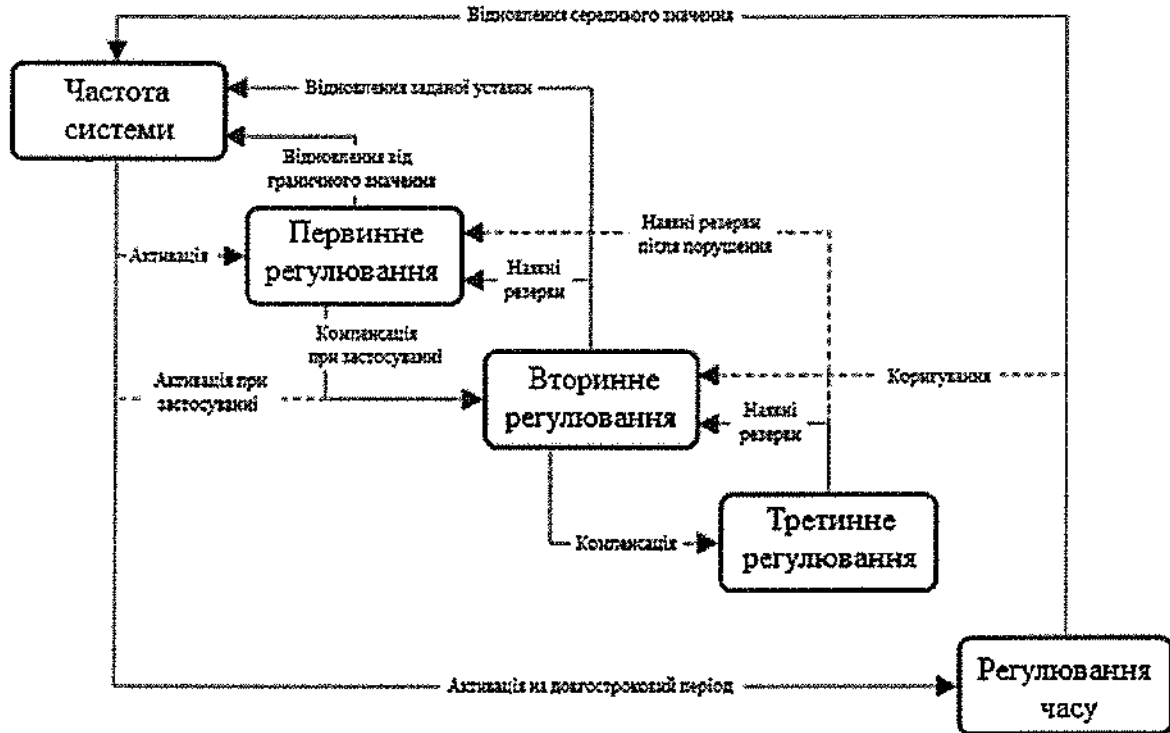 Відновлення середнього значення
Частота
системи
Відновлення заданої уставки
Відновлення від
граничного значення
Первинне
регулювання
Активація
Наявні резерви
після порушення
Наявні
резерви
Компенсація
при застосуванні
Активація при
застосуванні
Вторинне
регулювання
Коригування
Наявні
резерви
Компенсація
Третинне
регулювання
Активація на довгостроковий період
Регулювання
часу